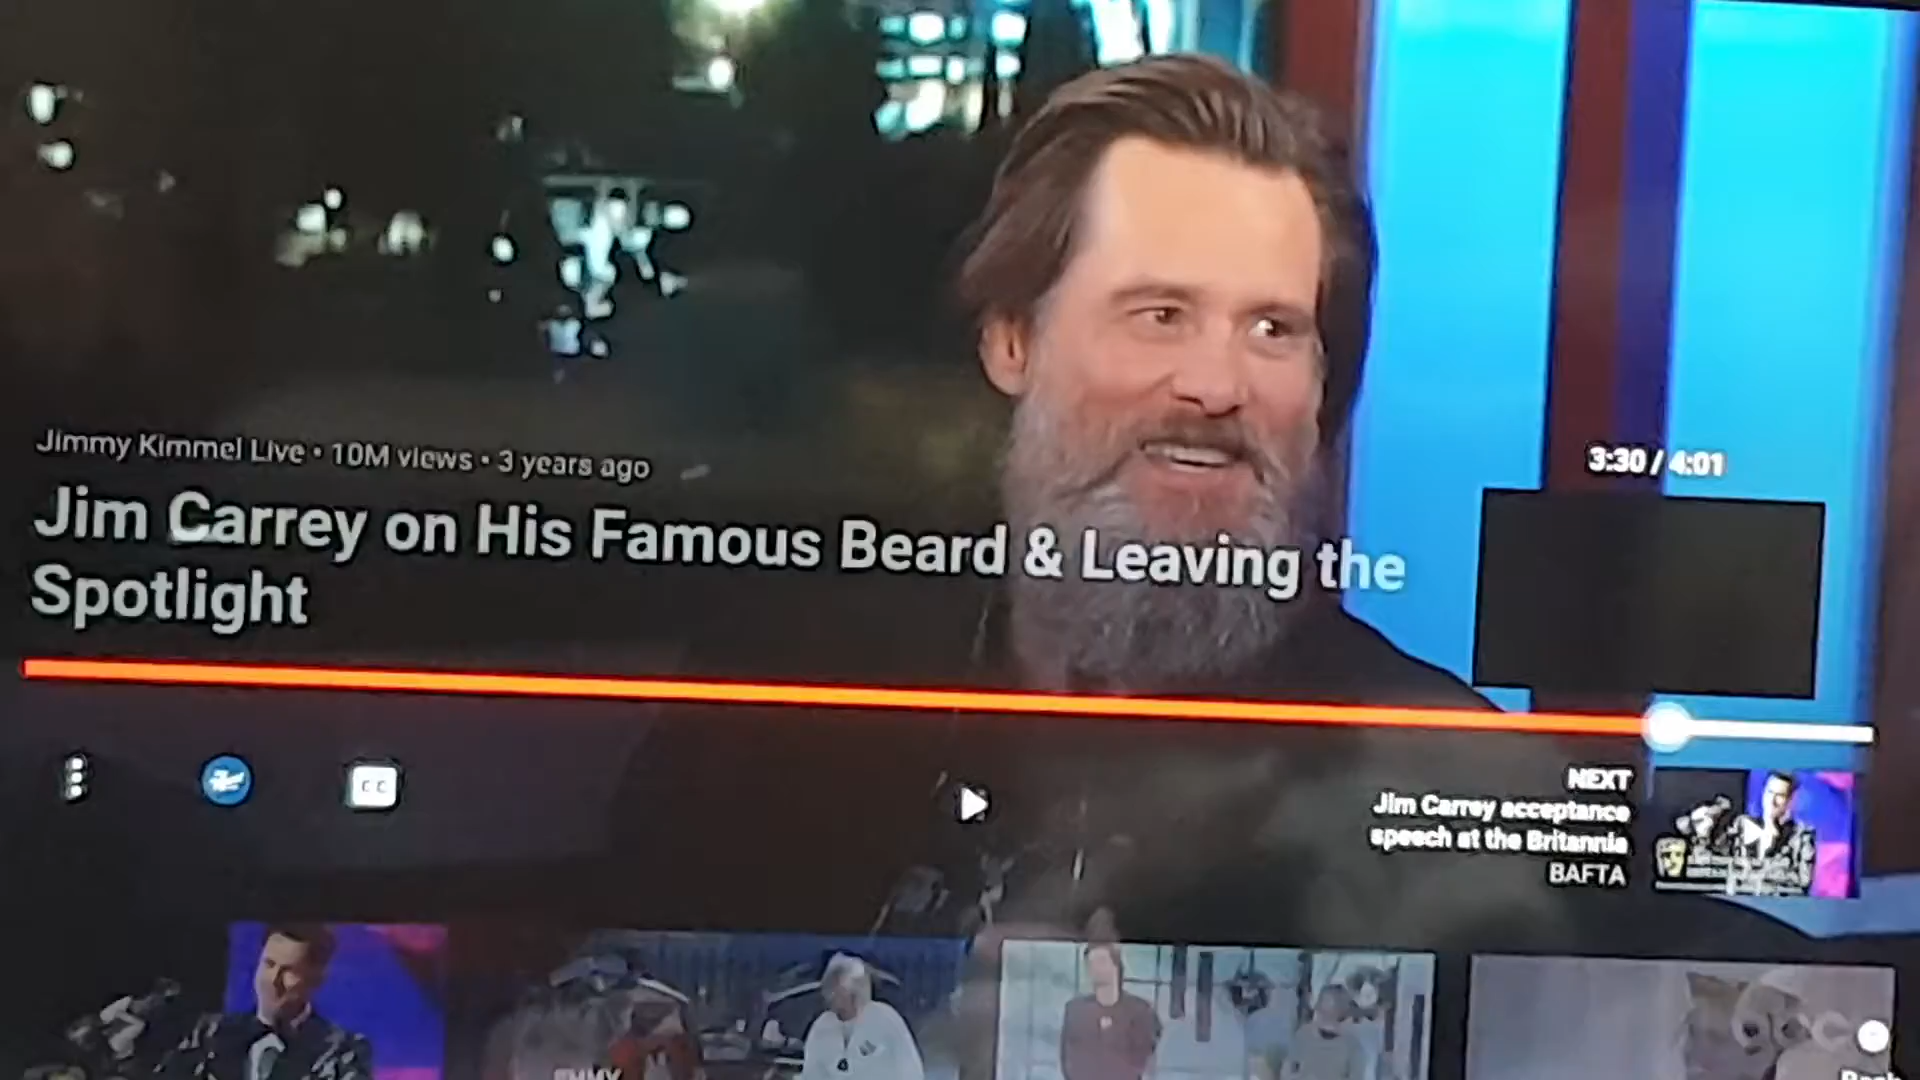 Jimmy Kimmel Live • 10M views • 3 years ago
Jim Carrey on His Famous Beard & Leaving the
Spotlight
3:30 / 4:01
CC
NEXT
Jim Carrey acceptance
speech at the Britannia
BAFTA